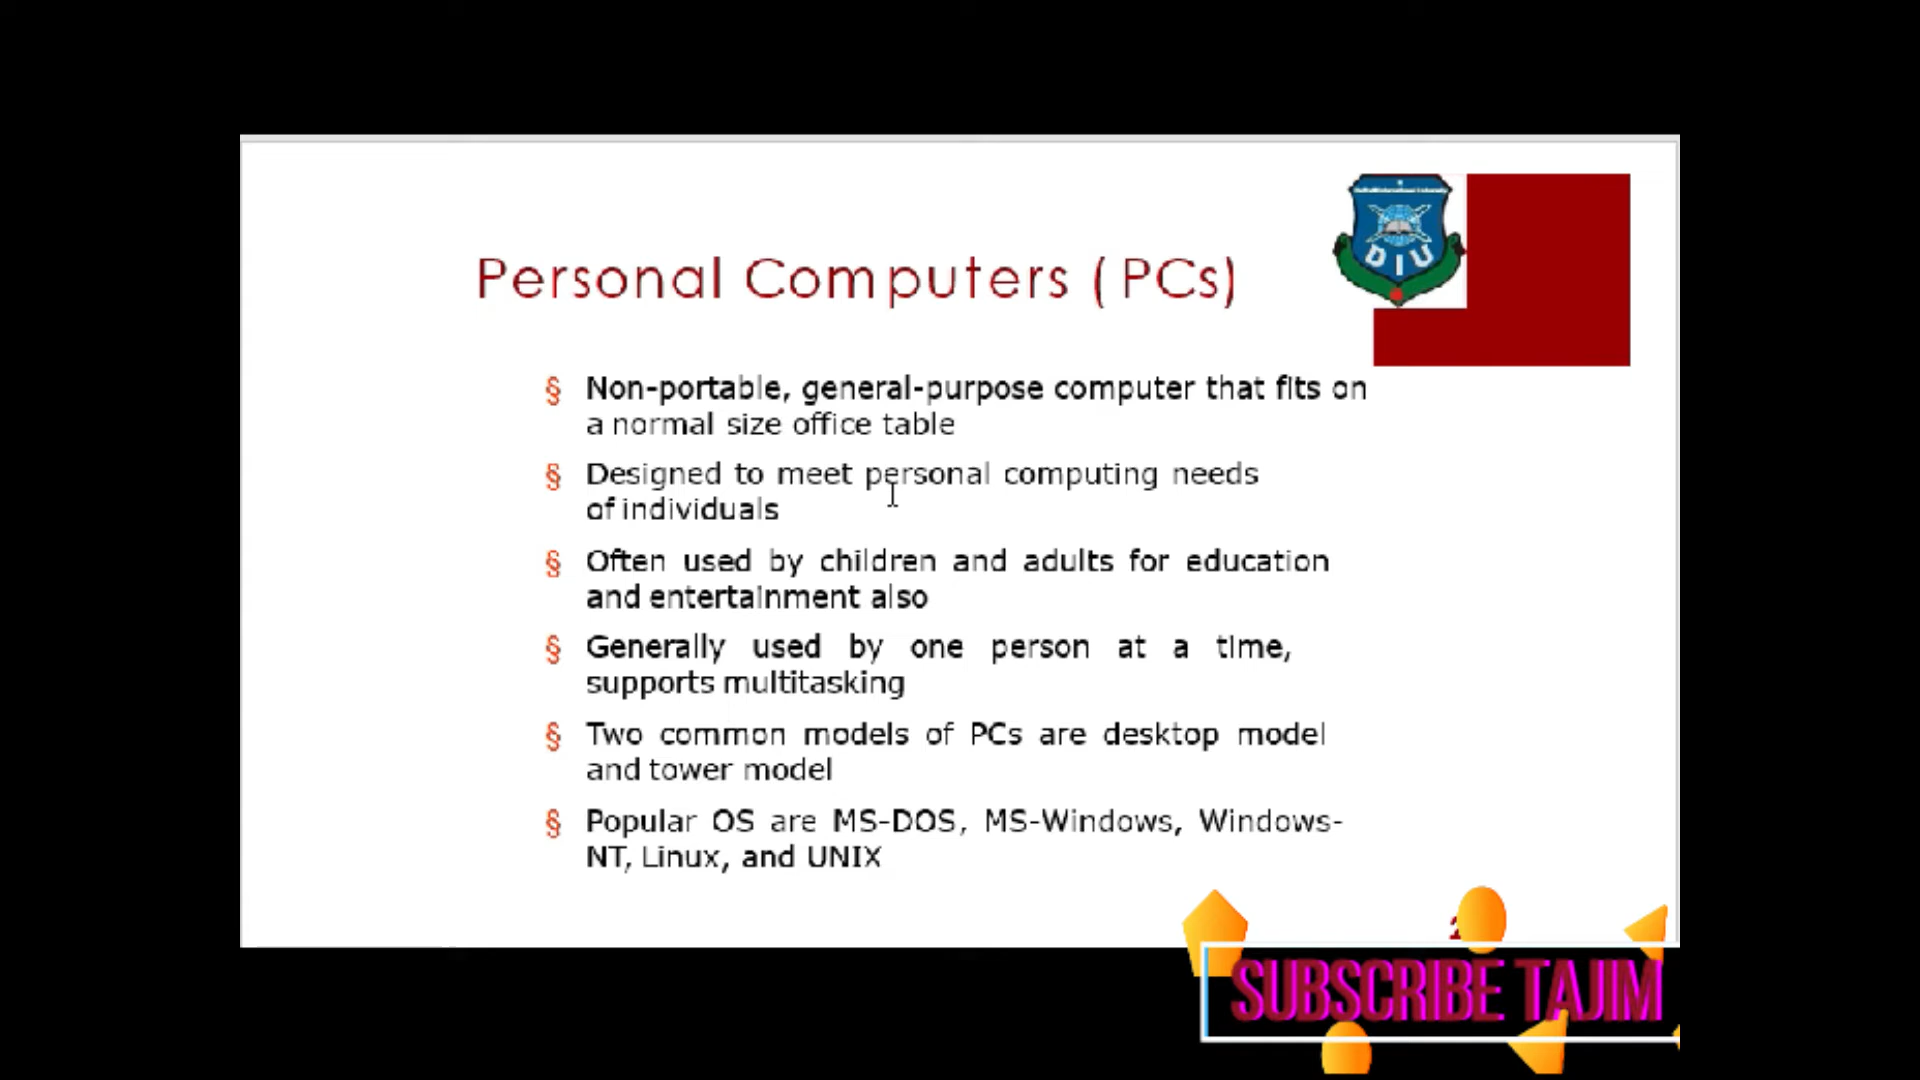 Personal Computers ( PCs)
DIU
§ Non-portable, general-purpose computer that fits on
a normal size office table
§ Designed to meet personal computing needs
of individuals
§ Often used by children and adults for education
and entertainment also
§ Generally used by one person at a time,
supports multitasking
§ Two common models of PCs are desktop model
and tower model
§ Popular OS are MS-DOS, MS-Windows, Windows-
NT, Linux, and UNIX
SUBSCRIBE TAJIM